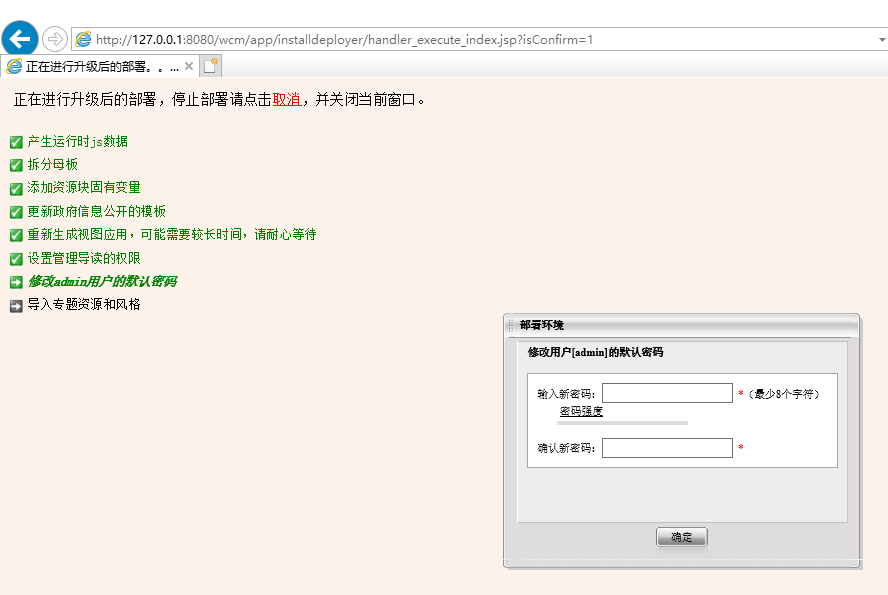 http://127.0.0.1:8080/wcm/app/installdeployer/handler_execute_index.jsp?isConfirm=1
正在进行升级后的部署。。...
正在进行升级后的部署，停止部署请点击取消，并关闭当前窗口。
产生运行时js数据
拆分母板
添加资源块固有变量
更新政府信息公开的模板
重新生成视图应用，可能需要较长时间，请耐心等待
设置管理导读的权限
修改admin用户的默认密码
导入专题资源和风格
部署环境
修改用户[admin]的默认密码
输入新密码： *（最少8个字符）
密码强度
确认新密码： *
确定